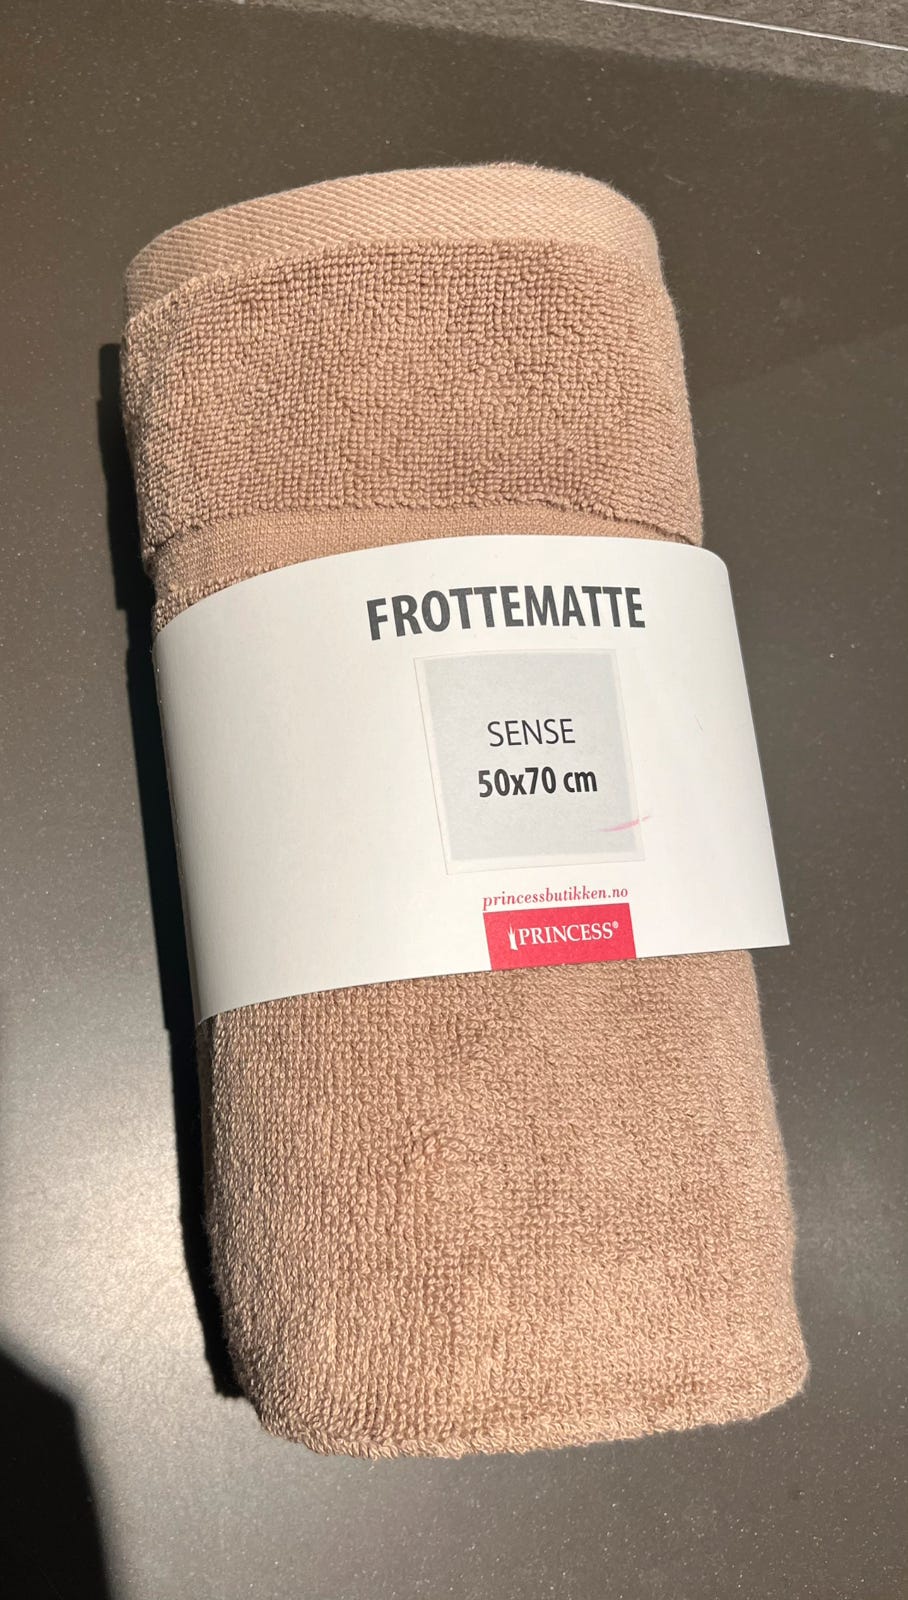 FROTTEMATTE
SENSE
50x70 cm
princessbutikken.no
PRINCESS®